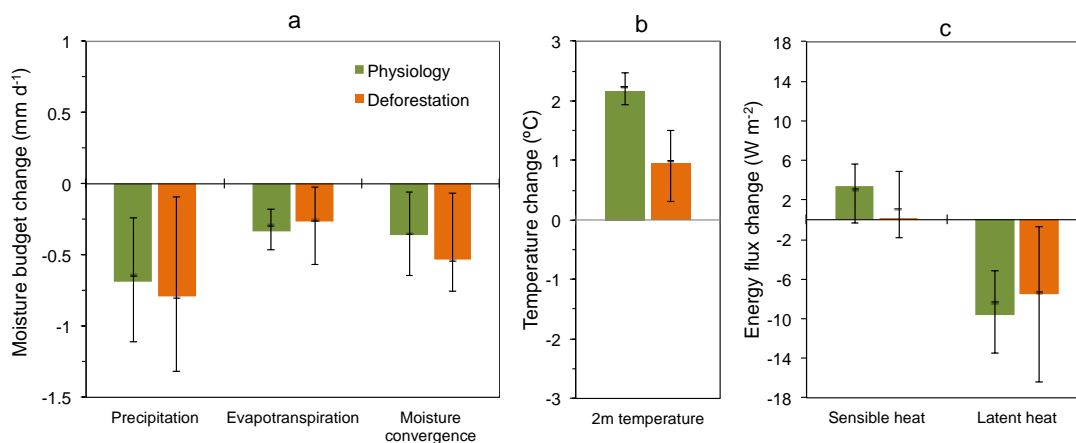 a
Moisture budget change (mm d-1)
1
0.5
0
-0.5
-1
-1.5
Physiology
Deforestation
Precipitation
Evapotranspiration
Moisture
convergence
b
Temperature change (ºC)
3
2
1
0
-1
-2
-3
2m temperature
c
Energy flux change (W m-2)
18
14
10
6
2
-2
-6
-10
-14
-18
Sensible heat
Latent heat